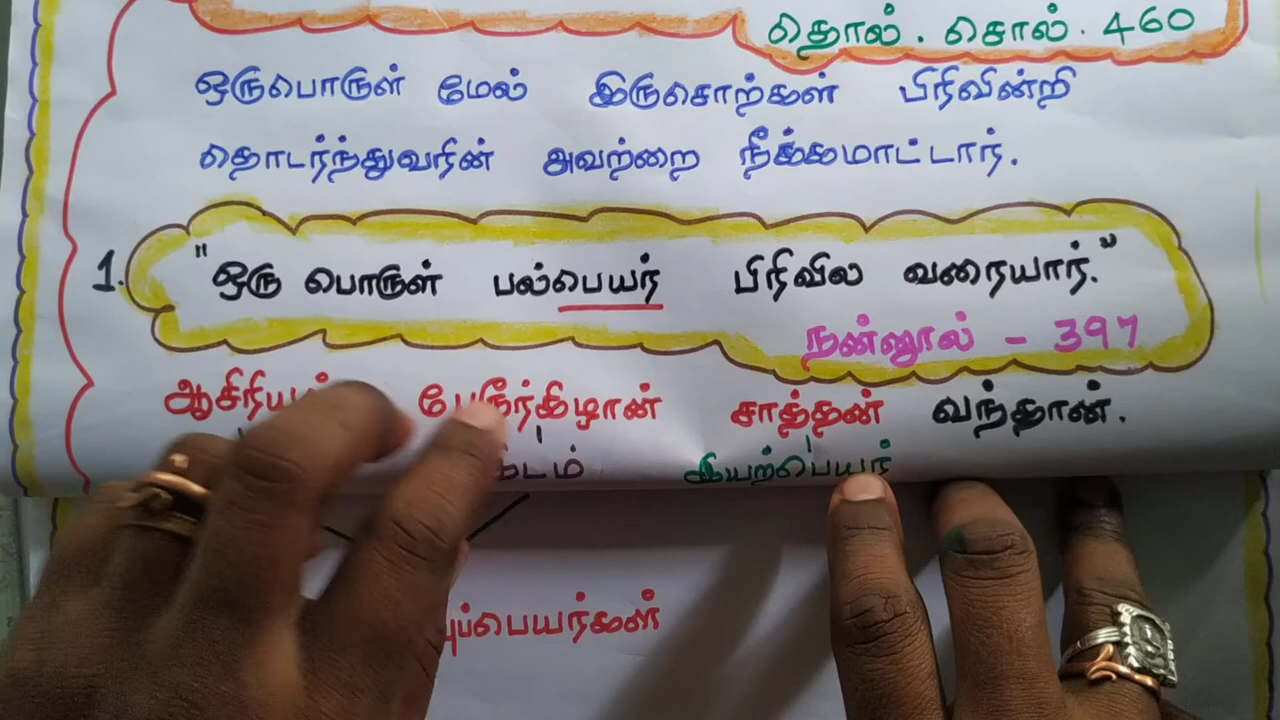 தொல். சொல். 460
ஒருபொருள் மேல் இருசொற்கள் பிரிவின்றி
தொடர்ந்துவரின் அவற்றை நீக்கமாட்டார்.
1. "ஒரு பொருள் பல்பெயர் பிரிவில வரையார்."
நன்னூல் - 397
பேரூர்கிழான் சாத்தன் வந்தான்.
இயற்பெயர்